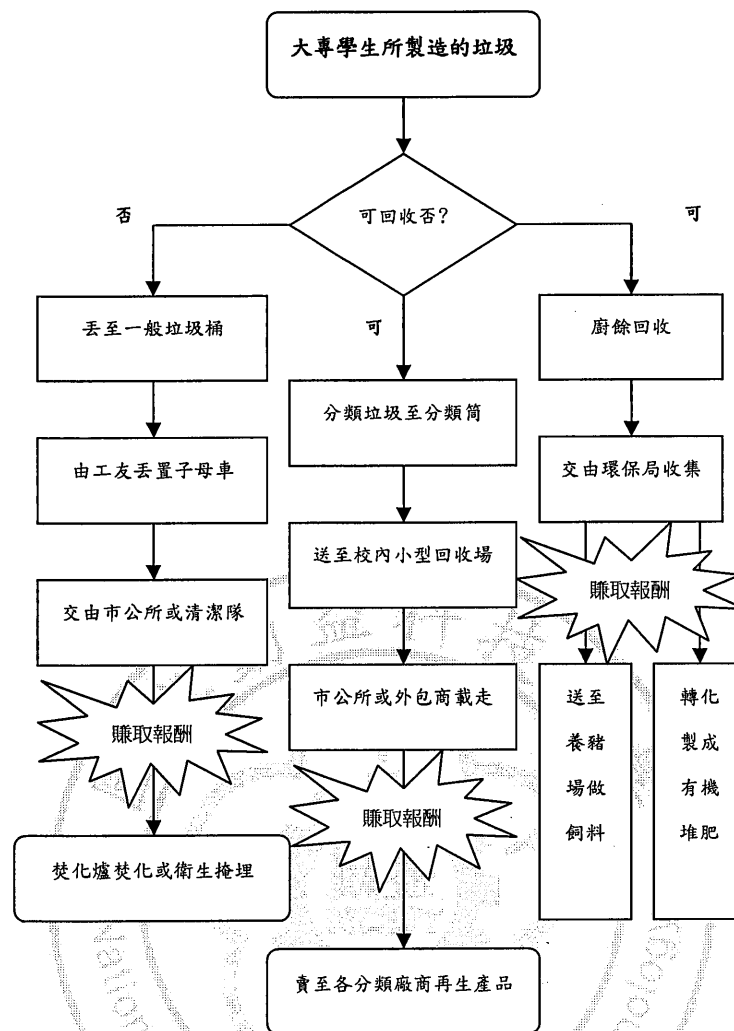 大專學生所製造的垃圾
可回收否?
否
可
丟至一般垃圾桶
由工友丟置子母車
交由市公所或清潔隊
賺取報酬
焚化爐焚化或衛生掩埋
可
分類垃圾至分類筒
送至校內小型回收場
市公所或外包商載走
賺取報酬
賣至各分類廠商再生產品
廚餘回收
交由環保局收集
賺取報酬
送至
養豬
場做
飼料
轉化
製成
有機
堆肥